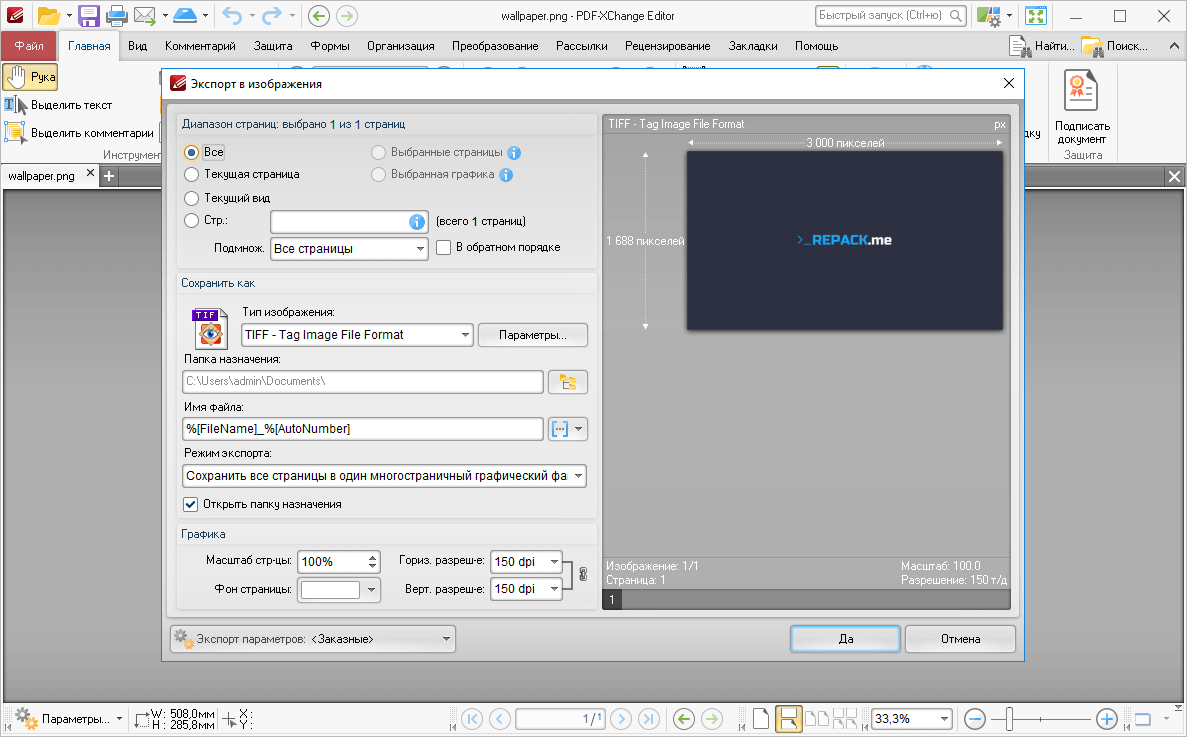 wallpaper.png - PDF-XChange Editor
Быстрый запуск (Ctrl+ю)
Файл
Главная
Вид
Комментарий
Защита
Формы
Организация
Преобразование
Рассылки
Рецензирование
Закладки
Помощь
Найти...
Поиск...
Рука
Выделить текст
Выделить комментарии
Инструмент
дку
Подписать
документ
Защита
wallpaper.png
Экспорт в изображения
Диапазон страниц: выбрано 1 из 1 страниц
Все
Выбранные страницы
Текущая страница
Выбранная графика
Текущий вид
Стр.:
(всего 1 страниц)
Подмнож.
Все страницы
В обратном порядке
Сохранить как
TIF
Тип изображения:
TIFF - Tag Image File Format
Параметры...
Папка назначения:
C:\Users\admin\Documents\
Имя файла:
%[FileName]_%[AutoNumber]
Режим экспорта:
Сохранить все страницы в один многостраничный графический фа
Открыть папку назначения
Графика
Масштаб стр-цы:
100%
Гориз. разреш-е:
150 dpi
Фон страницы:
Верт. разреш-е:
150 dpi
TIFF - Tag Image File Format
px
3 000 пикселей
1 688 пикселей
>_REPACK.me
Изображение: 1/1
Масштаб: 100.0
Страница: 1
Разрешение: 150 т/д
1
Экспорт параметров: <Заказные>
Да
Отмена
Параметры...
W: 508,0мм
H: 285,8мм
X:
Y:
1/1
33,3%